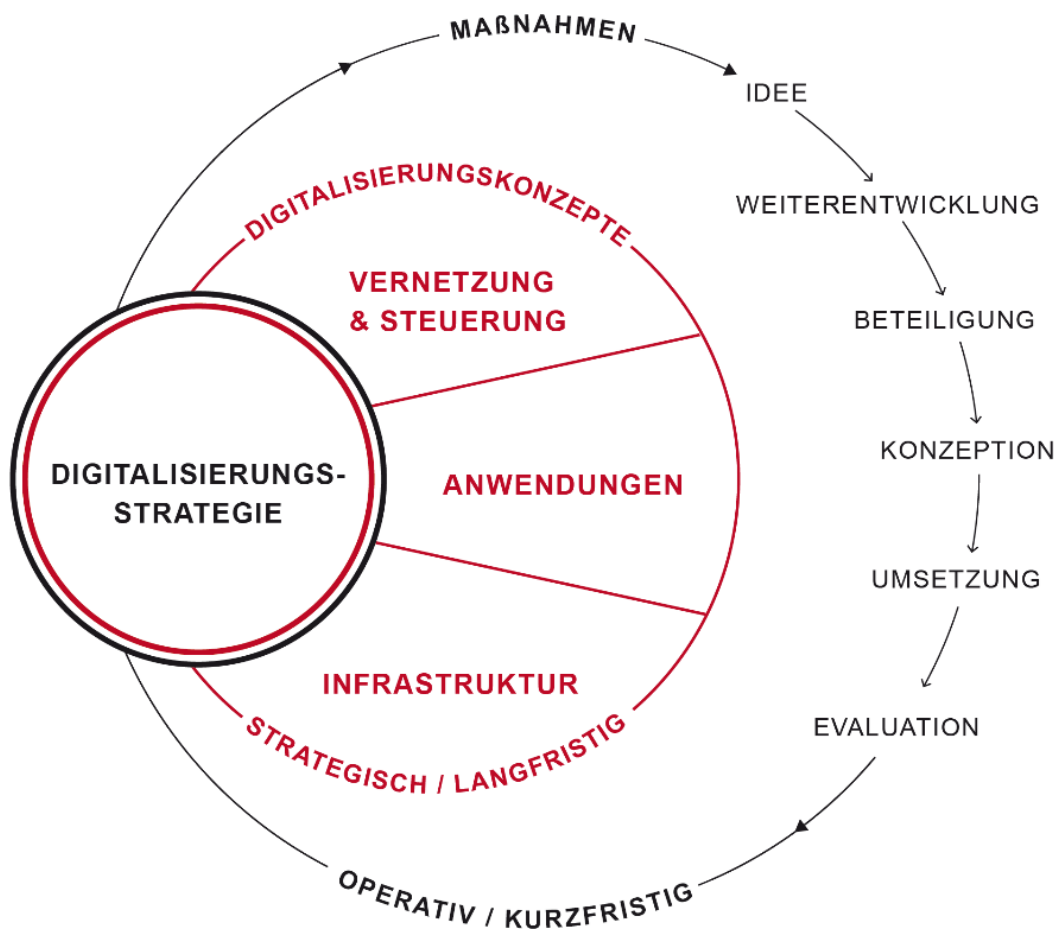 MAßNAHMEN
IDEE
WEITERENTWICKLUNG
BETEILIGUNG
KONZEPTION
UMSETZUNG
EVALUATION
OPERATIV / KURZFRISTIG
DIGITALISIERUNGSKONZEPTE
VERNETZUNG
& STEUERUNG
ANWENDUNGEN
INFRASTRUKTUR
STRATEGISCH / LANGFRISTIG
DIGITALISIERUNGS-
STRATEGIE